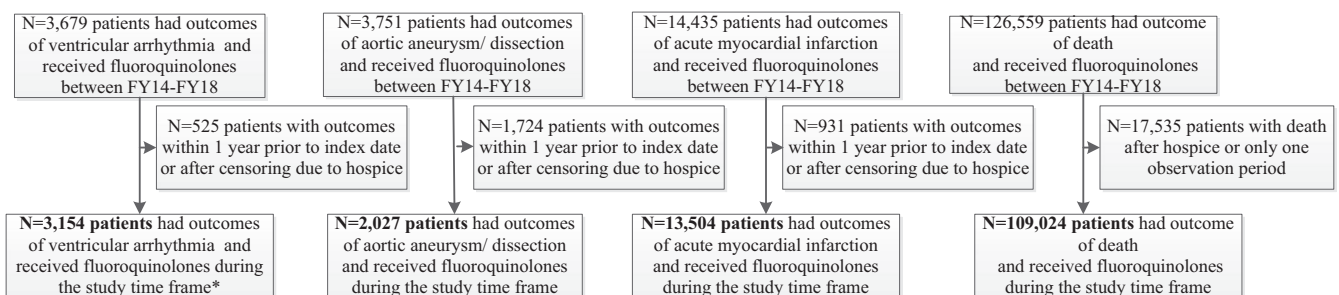 N=3,679 patients had outcomes
of ventricular arrhythmia and
received fluoroquinolones
between FY14-FY18
N=3,751 patients had outcomes
of aortic aneurysm/ dissection
and received fluoroquinolones
between FY14-FY18
N=14,435 patients had outcomes
of acute myocardial infarction
and received fluoroquinolones
between FY14-FY18
N=126,559 patients had outcome
of death
and received fluoroquinolones
between FY14-FY18
N=525 patients with outcomes
within 1 year prior to index date
or after censoring due to hospice
N=1,724 patients with outcomes
within 1 year prior to index date
or after censoring due to hospice
N=931 patients with outcomes
within 1 year prior to index date
or after censoring due to hospice
N=17,535 patients with death
after hospice or only one
observation period
N=3,154 patients had outcomes
of ventricular arrhythmia and
received fluoroquinolones during
the study time frame*
N=2,027 patients had outcomes
of aortic aneurysm/ dissection
and received fluoroquinolones
during the study time frame
N=13,504 patients had outcomes
of acute myocardial infarction
and received fluoroquinolones
during the study time frame
N=109,024 patients had outcome
of death
and received fluoroquinolones
during the study time frame